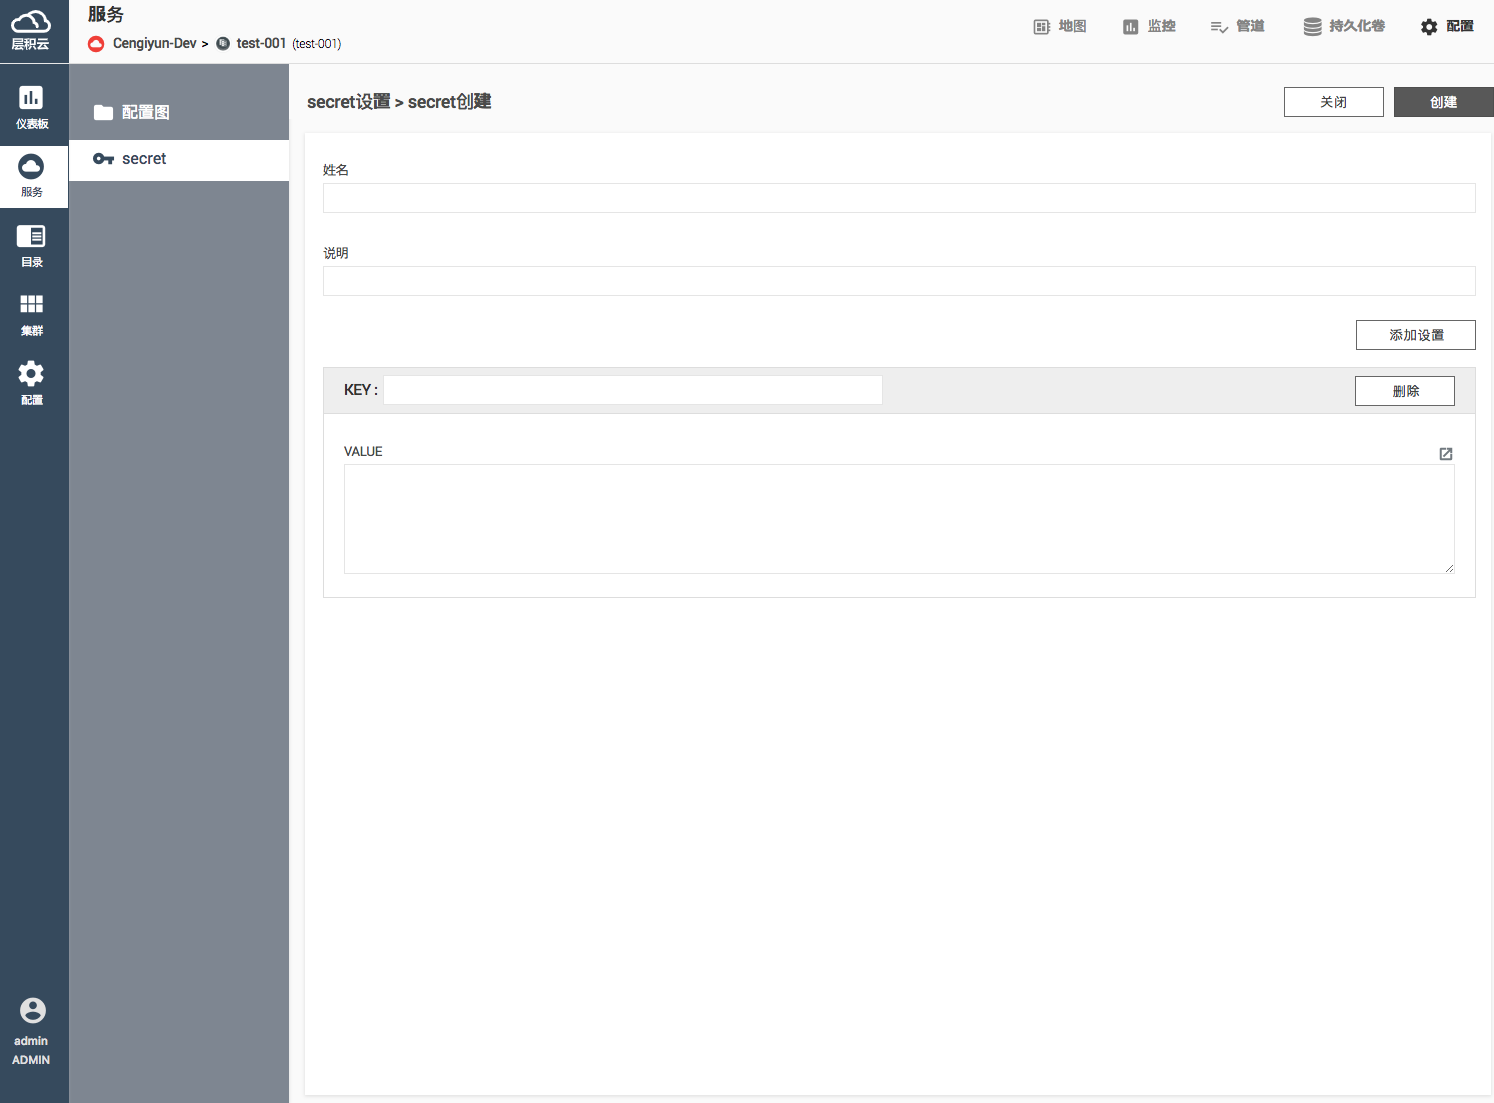 层积云
服务
Cengiyun-Dev > test-001 (test-001)
地图
监控
管道
持久化卷
配置
仪表板
服务
目录
集群
配置
admin
ADMIN
配置图
secret
secret设置 > secret创建
关闭
创建
姓名
说明
添加设置
KEY :
删除
VALUE